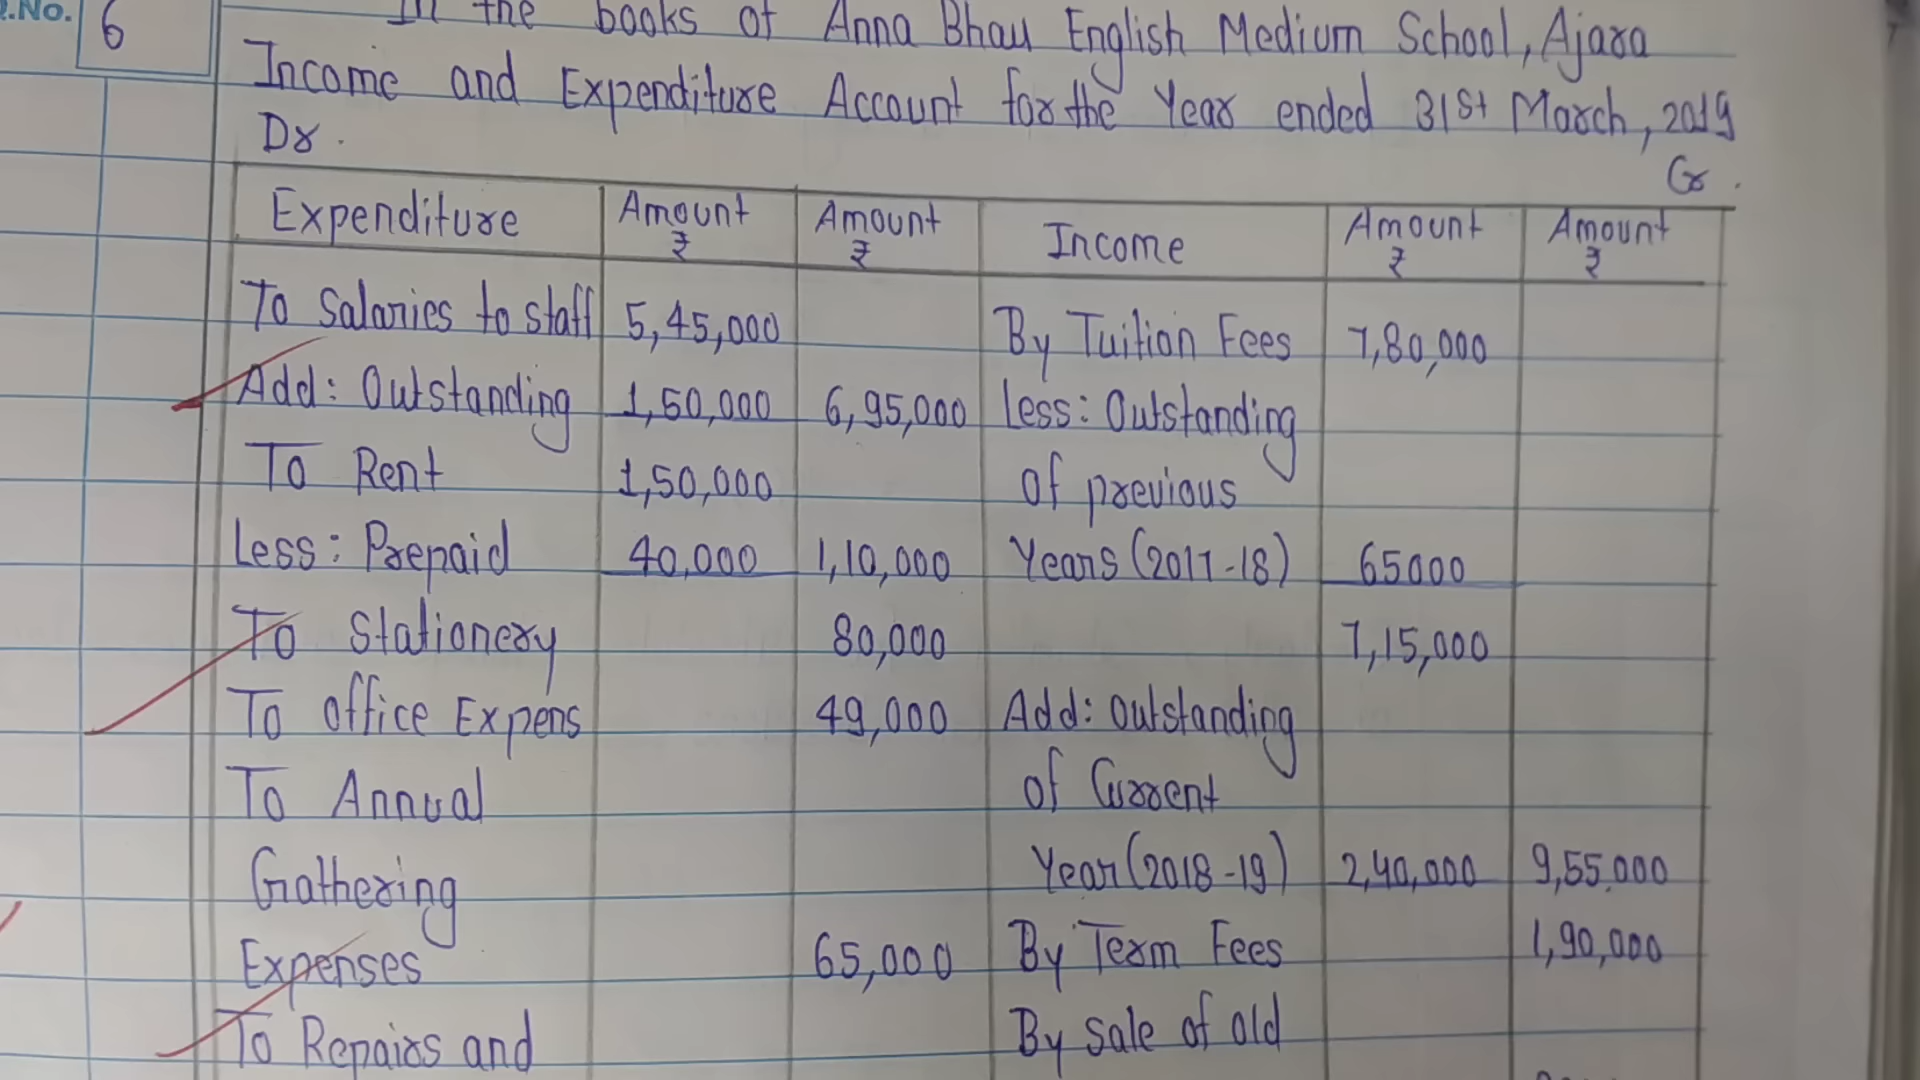 Q.No. 6
In the books of Anna Bhau English Medium School, Ajara
Income and Expenditure Account for the Year ended 31st March, 2019
Dr.
Cr.
Expenditure Amount ₹ Amount ₹ Income Amount ₹ Amount ₹
To Salaries to staff 5,45,000 By Tuition Fees 7,80,000
Add: Outstanding 1,50,000 6,95,000 Less: Outstanding
To Rent 1,50,000 of previous
Less: Prepaid 40,000 1,10,000 Years (2017-18) 65000
To Stationery 80,000 7,15,000
To Office Expens 49,000 Add: Outstanding
To Annual of Current
Gathering Year (2018-19) 2,40,000 9,55,000
Expenses 65,000 By Term Fees 1,90,000
To Repairs and By Sale of old